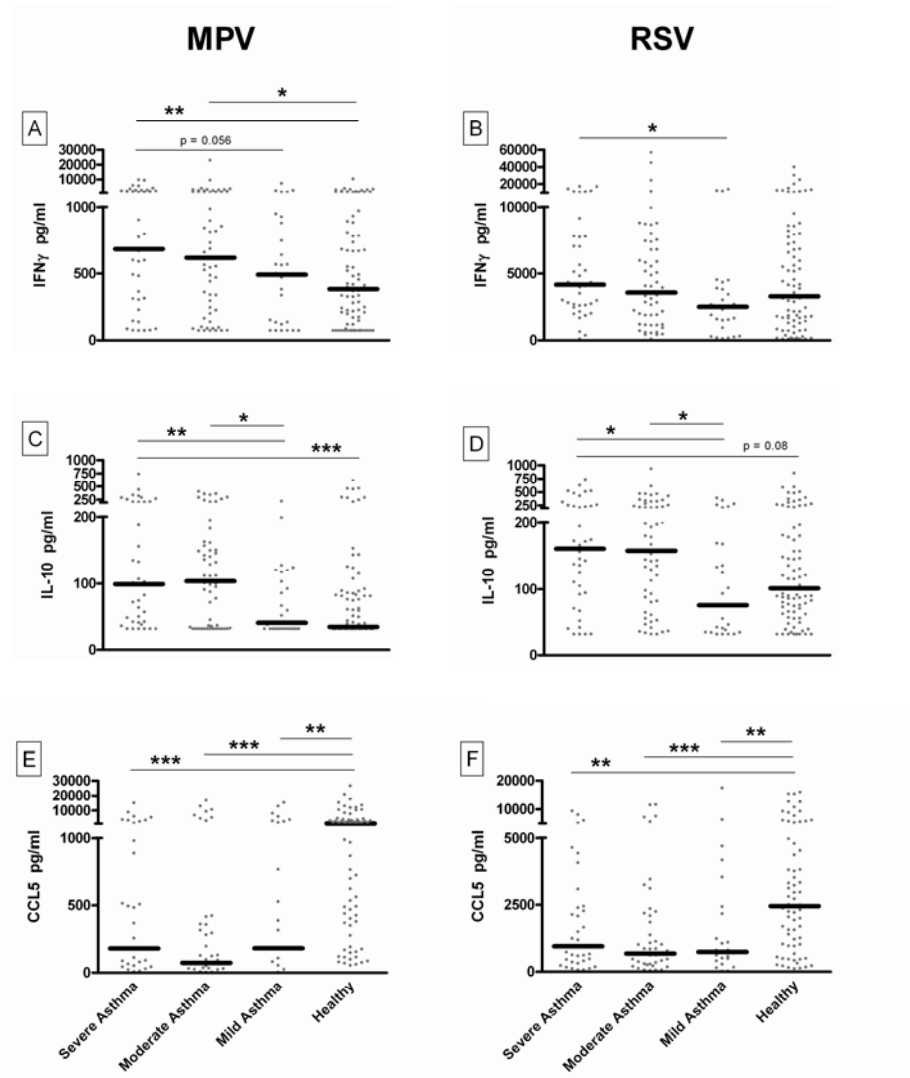 MPV
RSV
A
IFNγ pg/ml
30000
20000
10000
1000
500
0
**
*
p = 0.056
B
IFNγ pg/ml
60000
40000
20000
10000
5000
0
*
C
IL-10 pg/ml
1000
750
500
250
200
100
0
*
**
***
D
IL-10 pg/ml
1000
750
500
250
200
100
0
*
*
p = 0.08
E
CCL5 pg/ml
30000
20000
10000
1000
500
0
**
***
***
F
CCL5 pg/ml
20000
10000
5000
2500
0
**
***
**
Severe Asthma
Moderate Asthma
Mild Asthma
Healthy
Severe Asthma
Moderate Asthma
Mild Asthma
Healthy